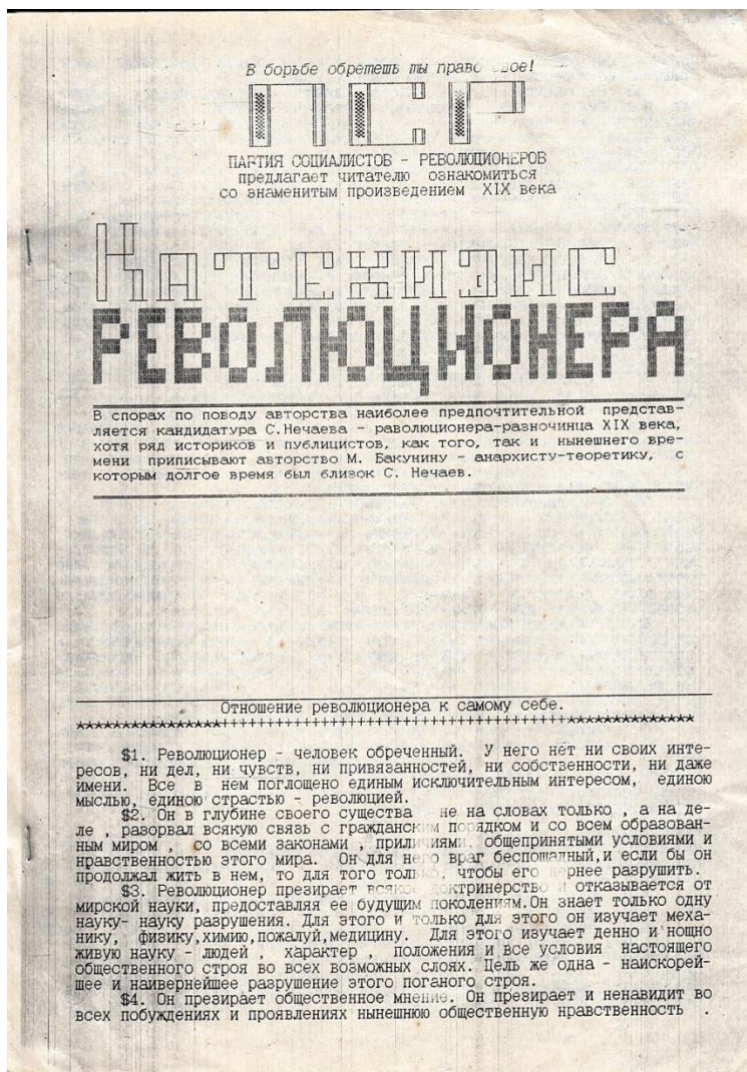 В борьбе обретешь ты право свое!
ПСР
ПАРТИЯ СОЦИАЛИСТОВ - РЕВОЛЮЦИОНЕРОВ
предлагает читателю ознакомиться
со знаменитым произведением XIX века
Катехизис
РЕВОЛЮЦИОНЕРА
В спорах по поводу авторства наиболее предпочтительной представ-
ляется кандидатура С.Нечаева - раволюционера-разночинца XIX века,
хотя ряд историков и публицистов, как того, так и нынешнего вре-
мени приписывают авторство М. Бакунину - анархисту-теоретику, с
которым долгое время был близок С. Нечаев.
Отношение революционера к самому себе.
$1. Революционер - человек обреченный. У него нет ни своих инте-
ресов, ни дел, ни чувств, ни привязанностей, ни собственности, ни даже
имени. Все в нем поглощено единым исключительным интересом, единою
мыслью, единою страстью - революцией.
$2. Он в глубине своего существа не на словах только , а на де-
ле , разорвал всякую связь с гражданским порядком и со всем образован-
ным миром , со всеми законами , приличиями, общепринятыми условиями и
нравственностью этого мира. Он для него враг беспощадный,и если бы он
продолжал жить в нем, то для того только, чтобы его вернее разрушить.
$3. Революционер презирает всякое доктринерство и отказывается от
мирской науки, предоставляя ее будущим поколениям.Он знает только одну
науку- науку разрушения. Для этого и только для этого он изучает меха-
нику, физику,химию,пожалуй,медицину. Для этого изучает денно и нощно
живую науку - людей , характер , положения и все условия настоящего
общественного строя во всех возможных слоях. Цель же одна - наискорей-
шее и наивернейшее разрушение этого поганого строя.
$4. Он презирает общественное мнение. Он презирает и ненавидит во
всех побуждениях и проявлениях нынешнюю общественную нравственность .